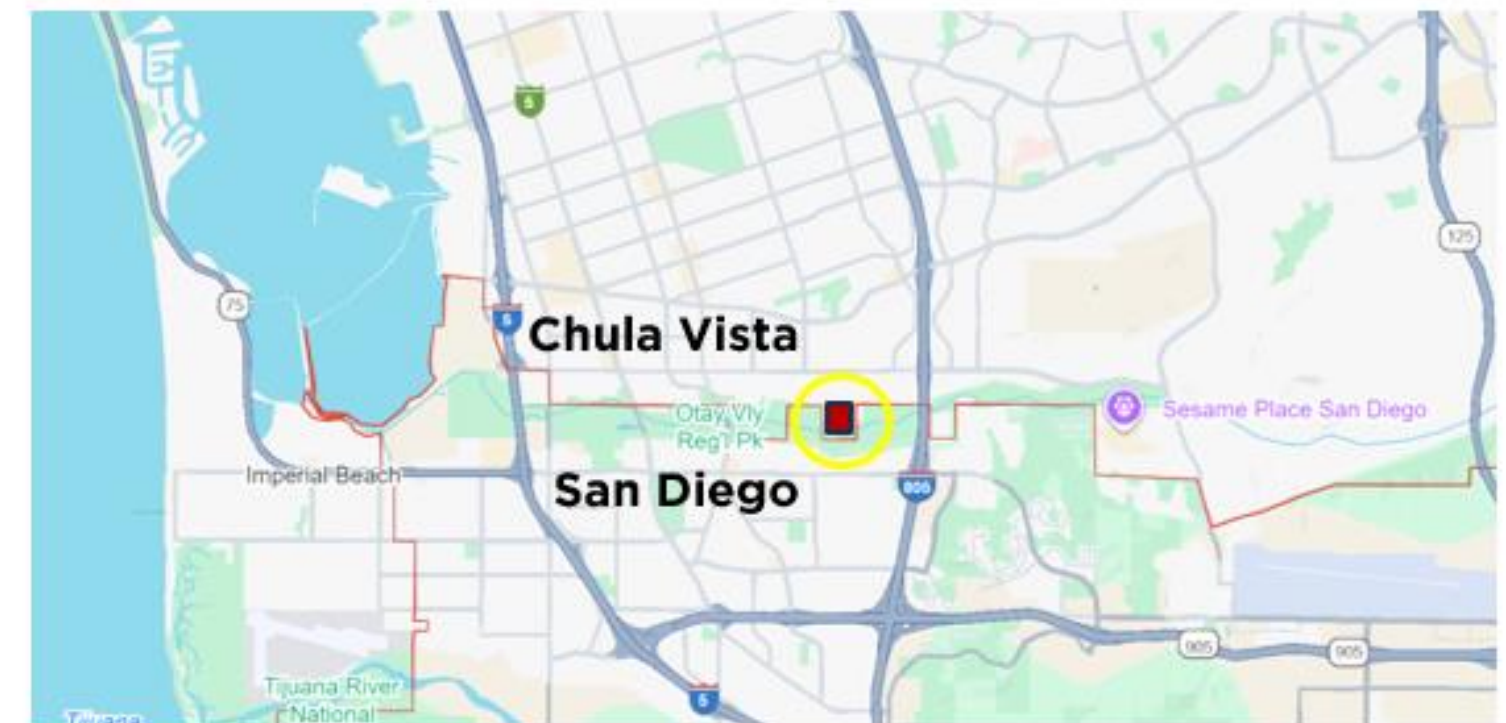 5
75
125
5
Chula Vista
Otay Vly
Reg'l Pk
Sesame Place San Diego
Imperial Beach
San Diego
805
905
905
5
Tijuana River
National
Tijuana